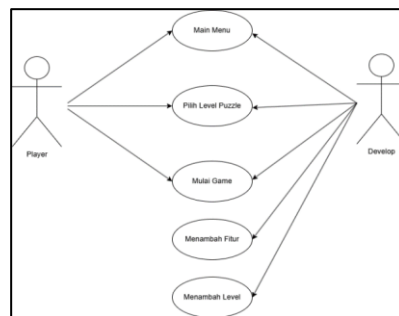 Main Menu
Pilih Level Puzzle
Player
Develop
Mulai Game
Menambah Fitur
Menambah Level